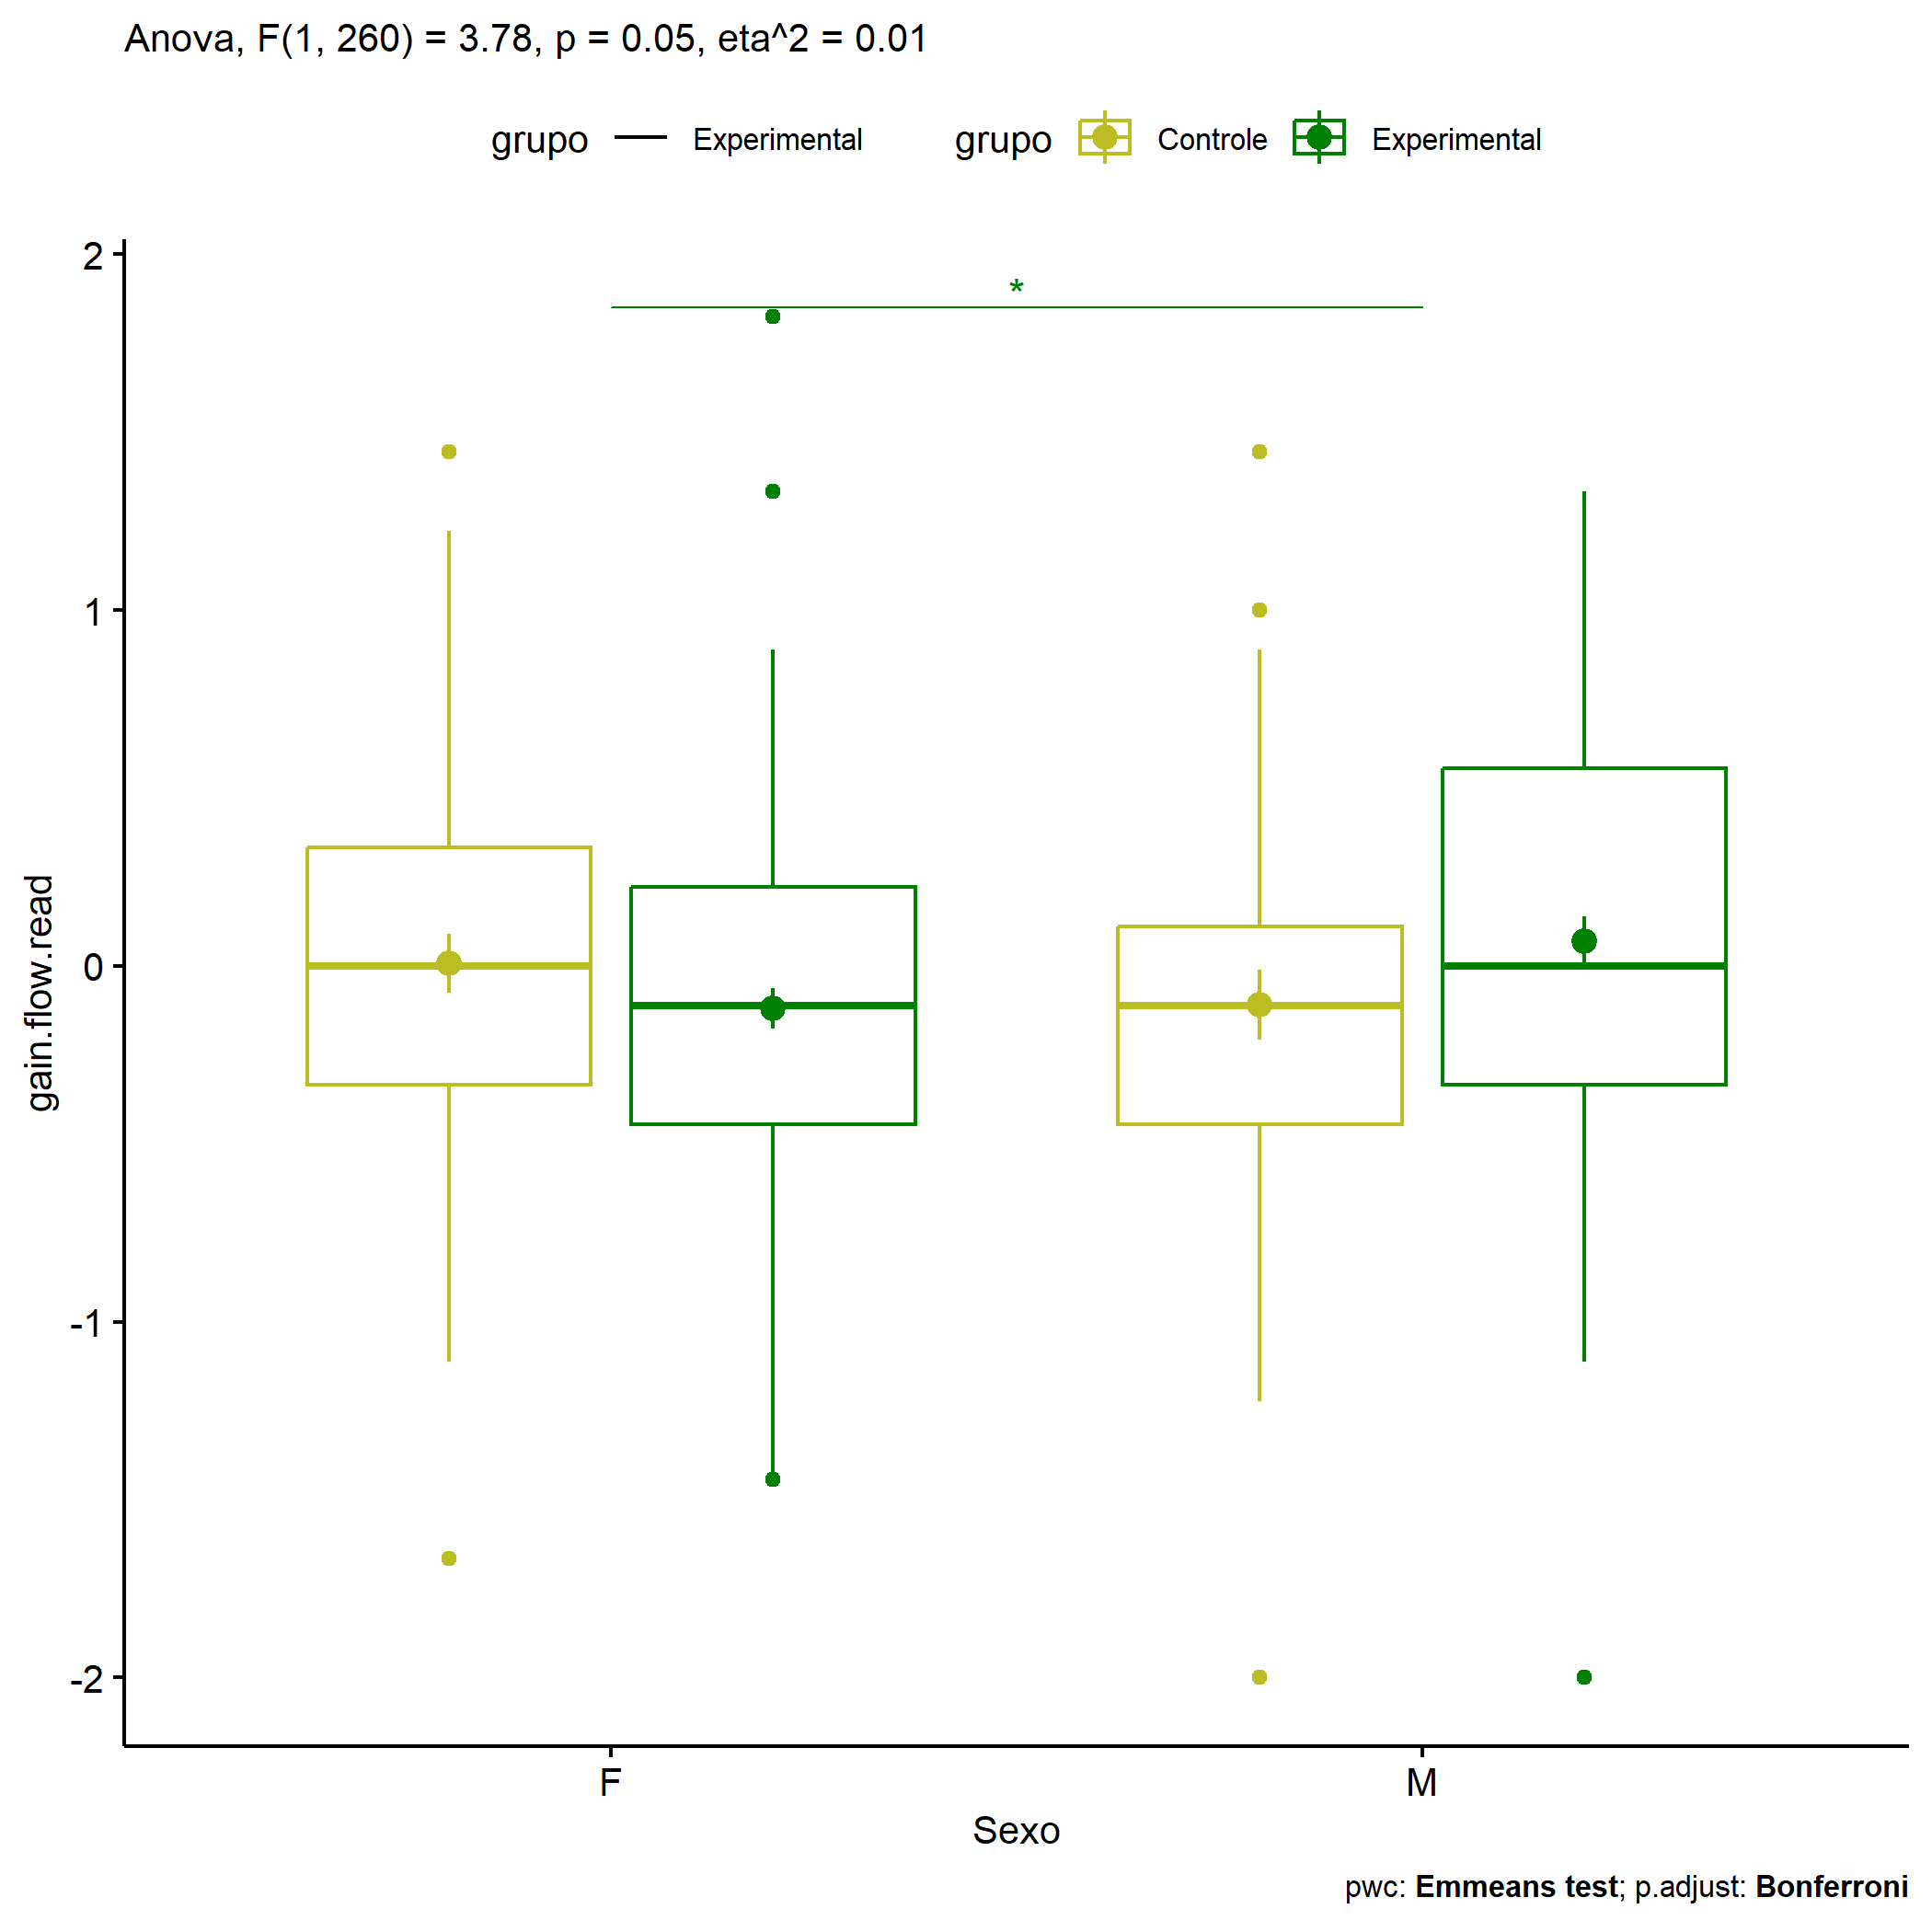 Anova, F(1, 260) = 3.78, p = 0.05, eta^2 = 0.01
grupo Experimental grupo Controle Experimental
2
*
1
0
-1
-2
gain.flow.read
F M
Sexo
pwc: Emmeans test; p.adjust: Bonferroni